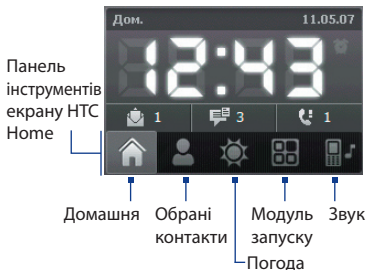 Дом.
11.05.07
12:43
1
3
1
Панель
інструментів
екрану HTC
Home
Домашня
Обрані
контакти
Погода
Модуль
запуску
Звук